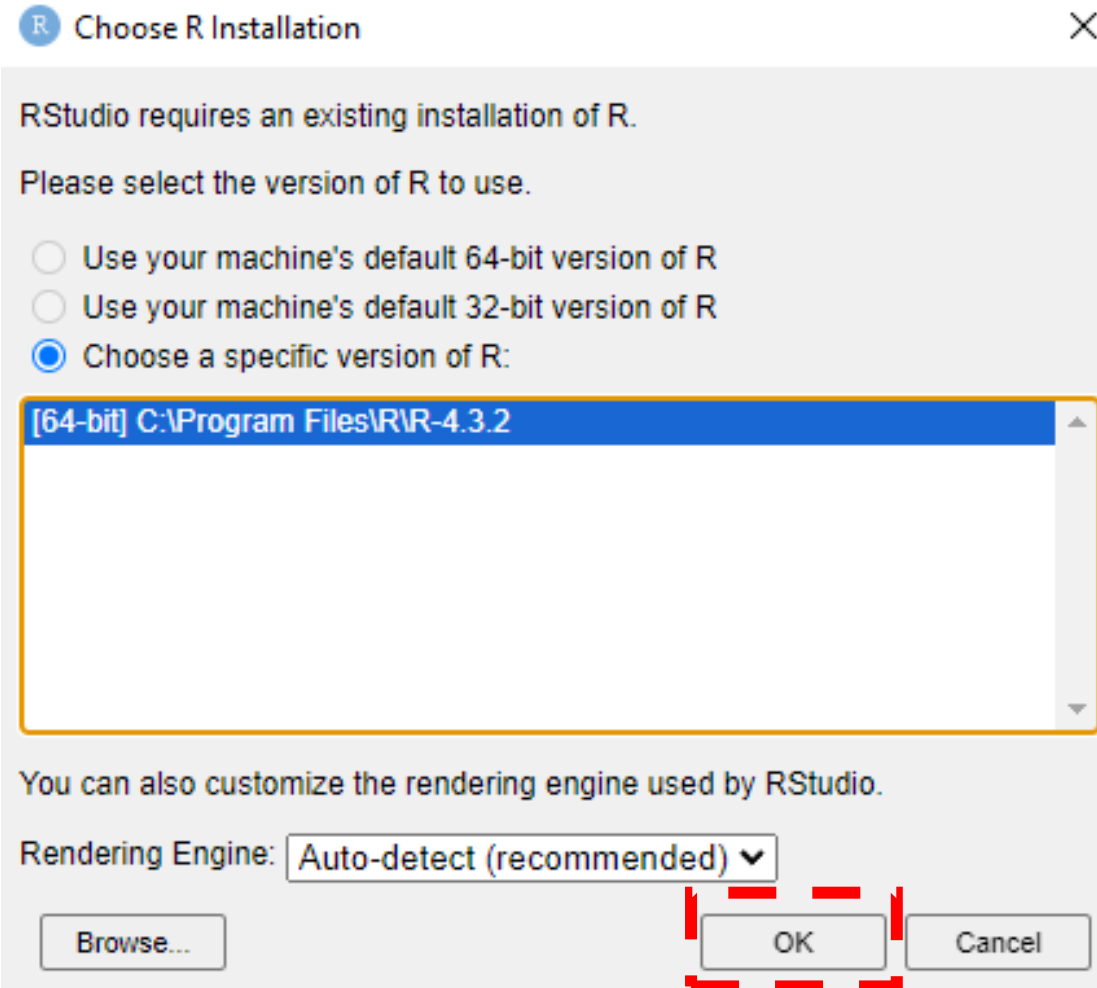 R Choose R Installation
RStudio requires an existing installation of R.
Please select the version of R to use.
Use your machine's default 64-bit version of R
Use your machine's default 32-bit version of R
Choose a specific version of R:
[64-bit] C:\Program Files\R\R-4.3.2
You can also customize the rendering engine used by RStudio.
Rendering Engine: Auto-detect (recommended)
Browse... OK Cancel